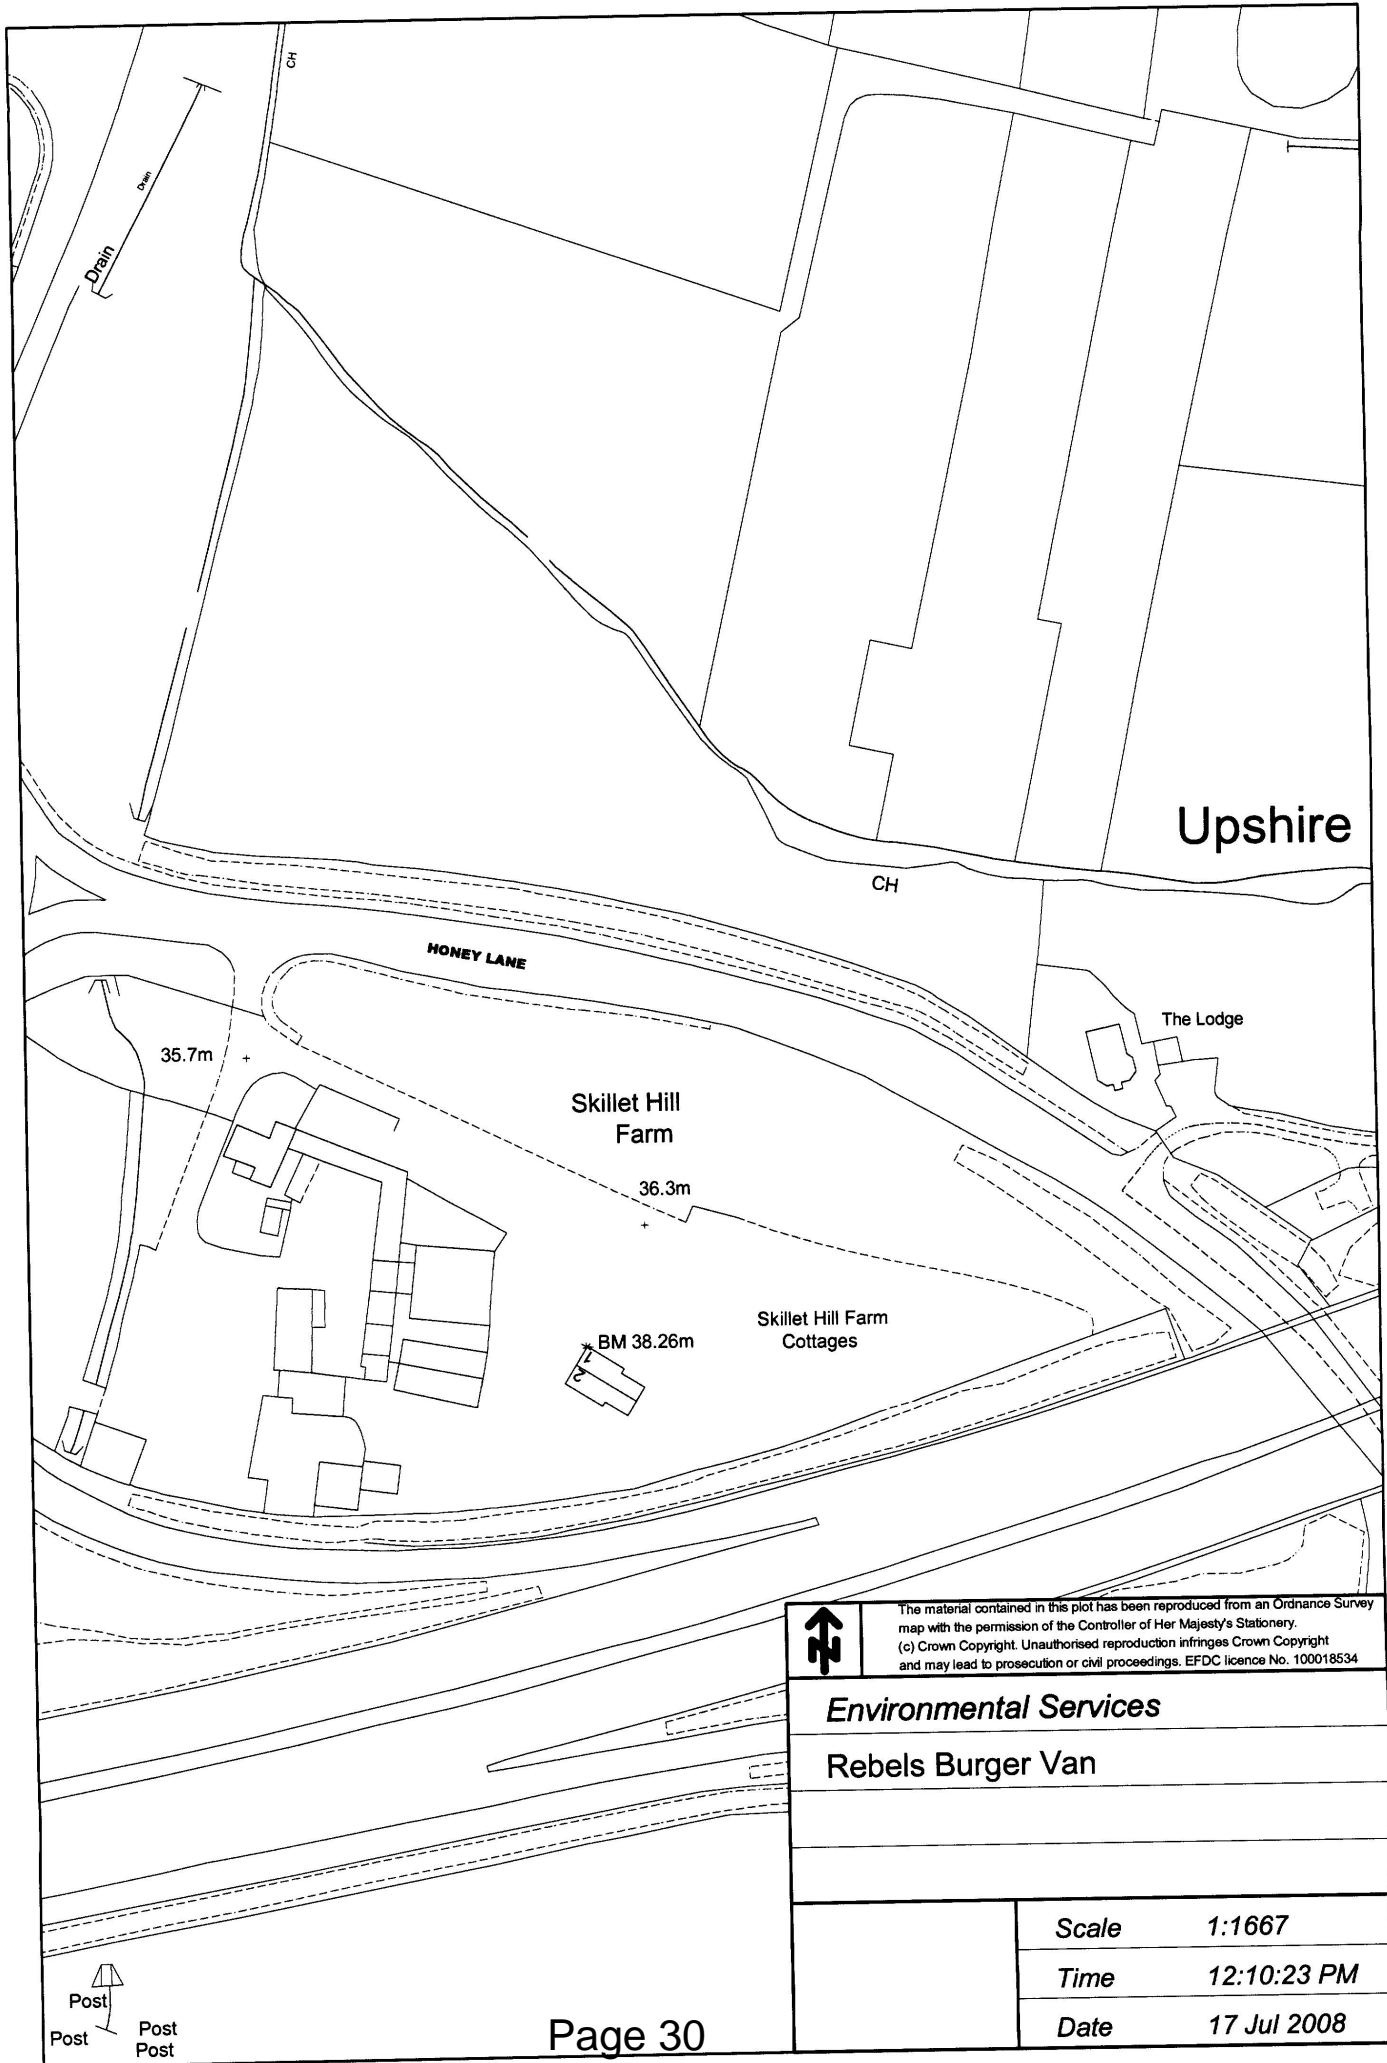 CH
Drain
Drain
Upshire
CH
HONEY LANE
The Lodge
35.7m
Skillet Hill
Farm
36.3m
Skillet Hill Farm
Cottages
BM 38.26m
1
2
N
The material contained in this plot has been reproduced from an Ordnance Survey
map with the permission of the Controller of Her Majesty's Stationery.
(c) Crown Copyright. Unauthorised reproduction infringes Crown Copyright
and may lead to prosecution or civil proceedings. EFDC licence No. 100018534
Environmental Services
Rebels Burger Van
Scale 1:1667
Time 12:10:23 PM
Date 17 Jul 2008
Post
Post
Post
Post
Page 30